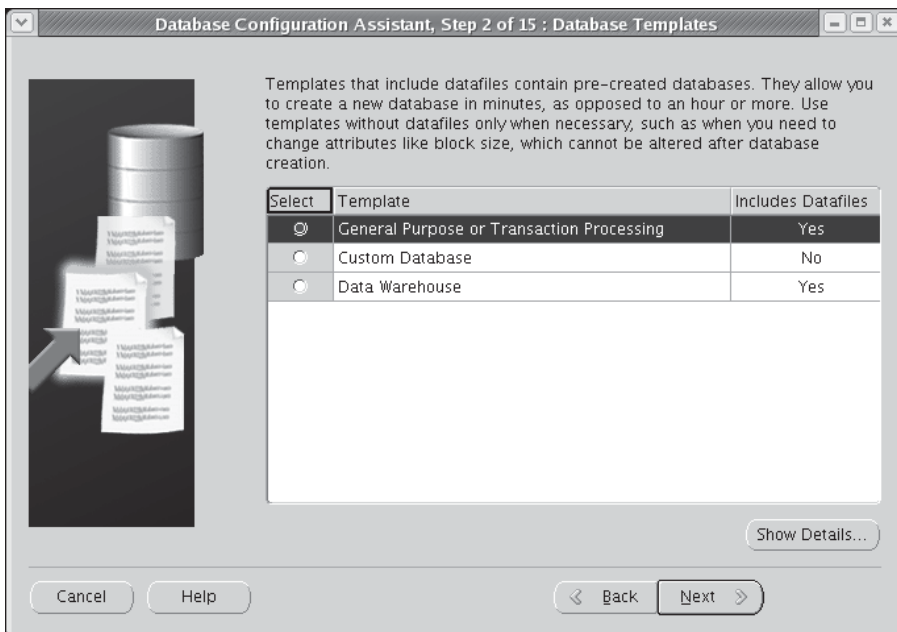 Database Configuration Assistant, Step 2 of 15 : Database Templates
Templates that include datafiles contain pre-created databases. They allow you
to create a new database in minutes, as opposed to an hour or more. Use
templates without datafiles only when necessary, such as when you need to
change attributes like block size, which cannot be altered after database
creation.
Select Template Includes Datafiles
General Purpose or Transaction Processing Yes
Custom Database No
Data Warehouse Yes
Show Details...
Cancel Help Back Next